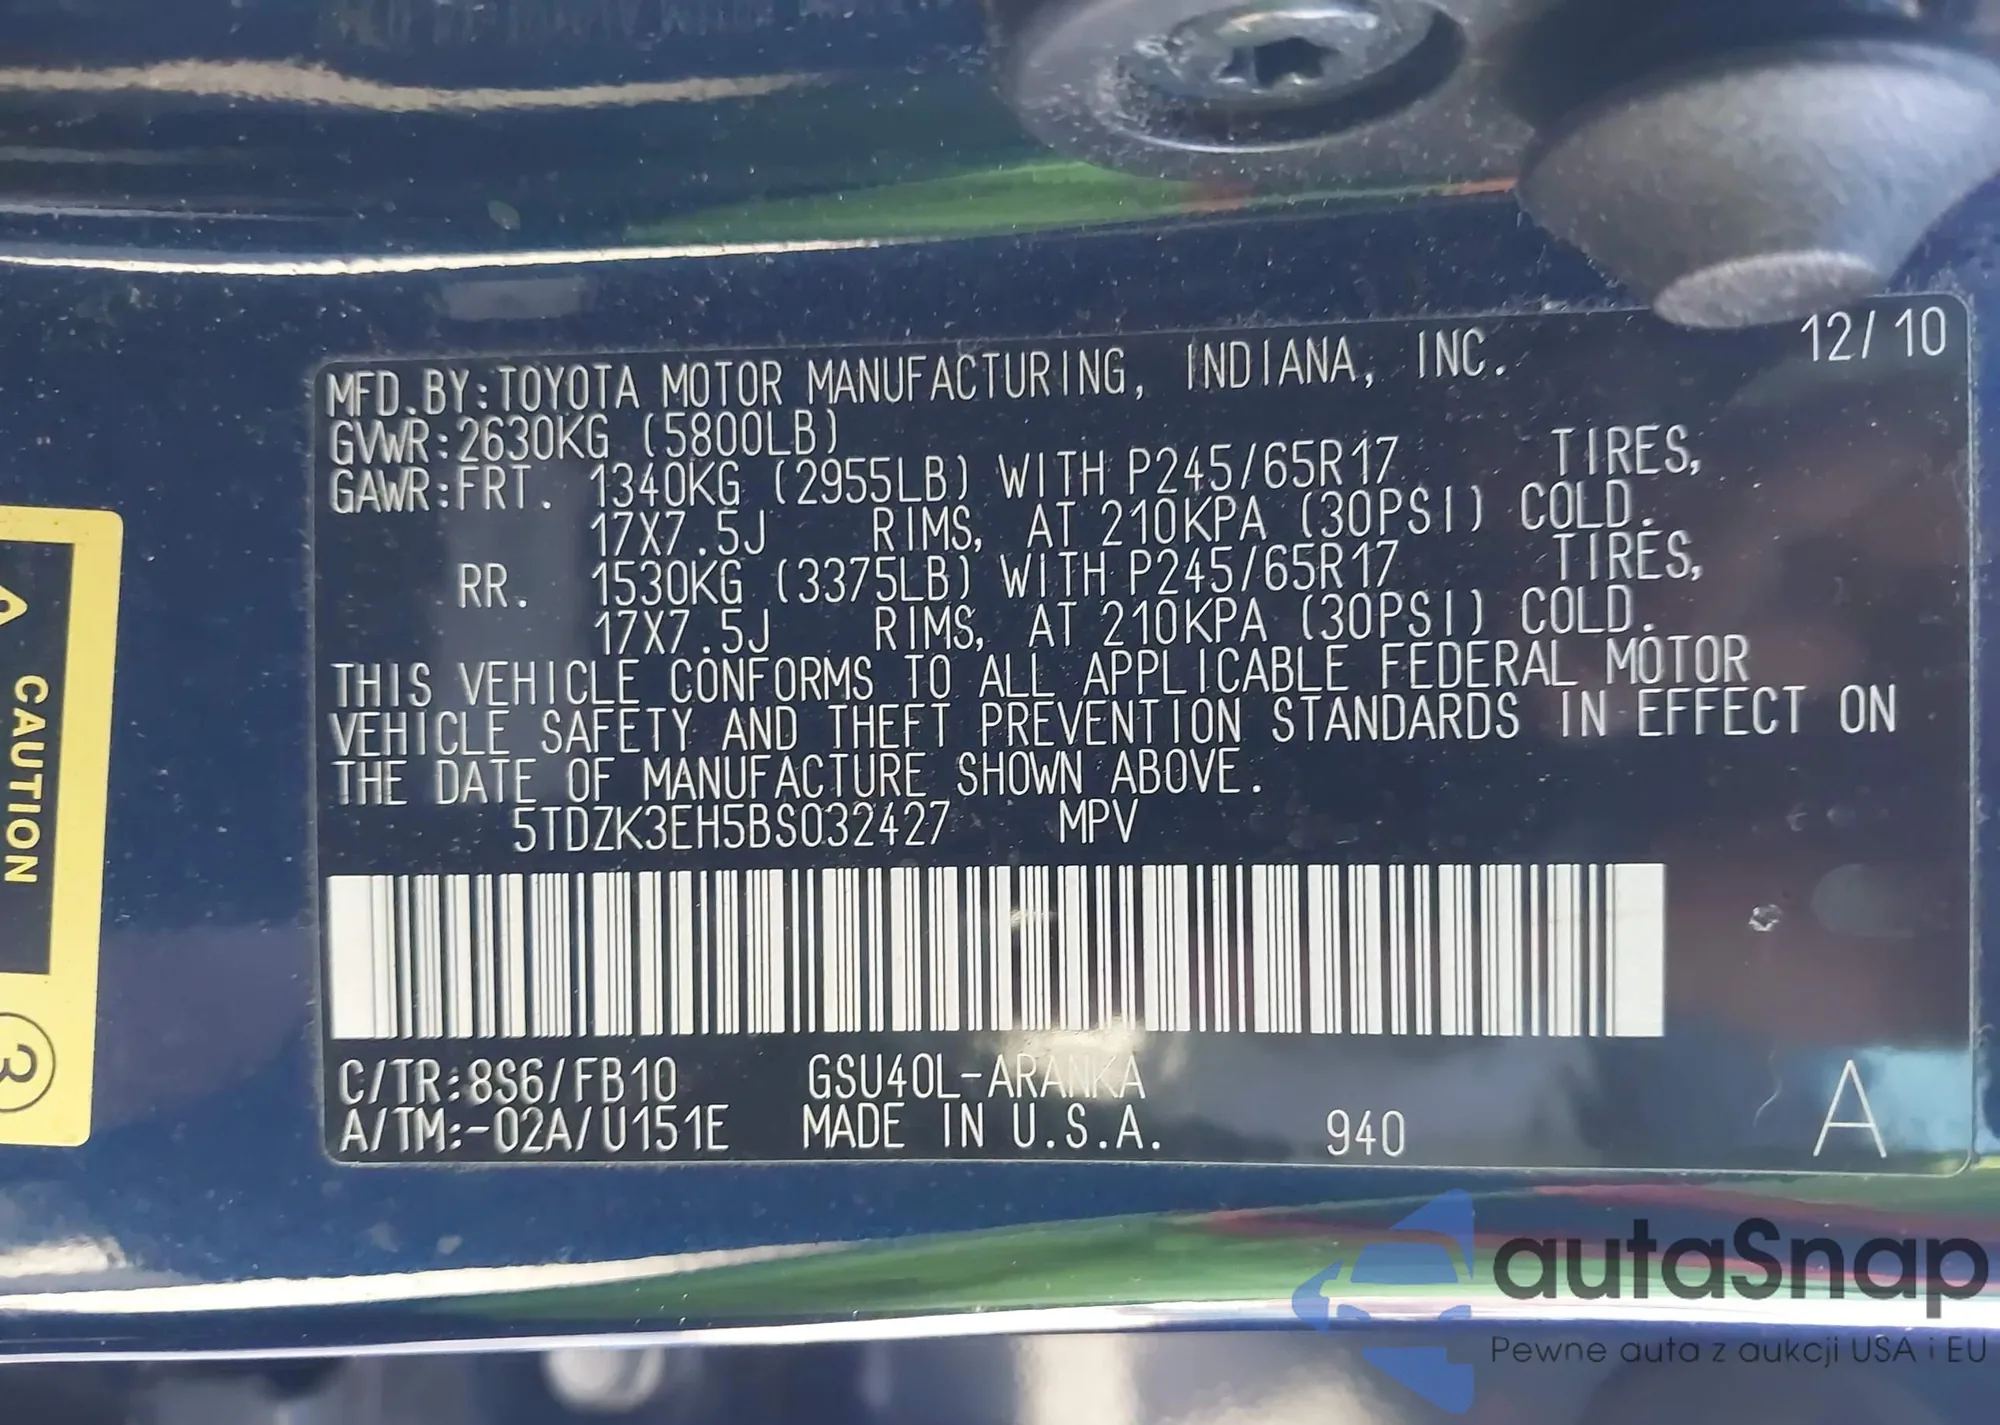 12/10
MFD.BY:TOYOTA MOTOR MANUFACTURING, INDIANA, INC.
GVWR:2630KG (5800LB)
GAWR:FRT. 1340KG (2955LB) WITH P245/65R17 TIRES,
17X7.5J RIMS, AT 210KPA (30PSI) COLD.
RR. 1530KG (3375LB) WITH P245/65R17 TIRES,
17X7.5J RIMS, AT 210KPA (30PSI) COLD.
THIS VEHICLE CONFORMS TO ALL APPLICABLE FEDERAL MOTOR
VEHICLE SAFETY AND THEFT PREVENTION STANDARDS IN EFFECT ON
THE DATE OF MANUFACTURE SHOWN ABOVE.
5TDZK3EH5BS032427 MPV
C/TR:8S6/FB10 GSU40L-ARANKA
A/TM:-02A/U151E MADE IN U.S.A. 940 A
CAUTION
3
autaSnap
Pewne auta z aukcji USA i EU